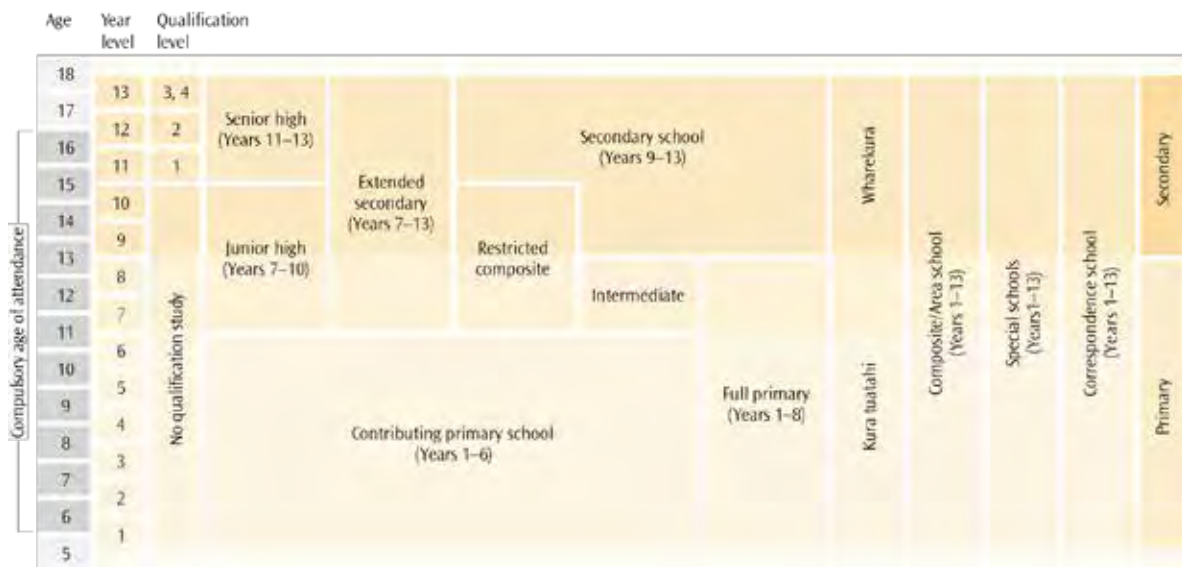 Age Year level Qualification level
18
17
16
15
14
13
12
11
10
9
8
7
6
5
13
12
11
10
9
8
7
6
5
4
3
2
1
3, 4
2
1
No qualification study
Senior high
(Years 11–13)
Junior high
(Years 7–10)
Extended
secondary
(Years 7–13)
Restricted
composite
Secondary school
(Years 9–13)
Intermediate
Contributing primary school
(Years 1–6)
Full primary
(Years 1–8)
Wharekura
Kura tuatahi
Composite/Area school
(Years 1–13)
Special schools
(Years1–13)
Correspondence school
(Years 1–13)
Secondary
Primary
Compulsory age of attendance